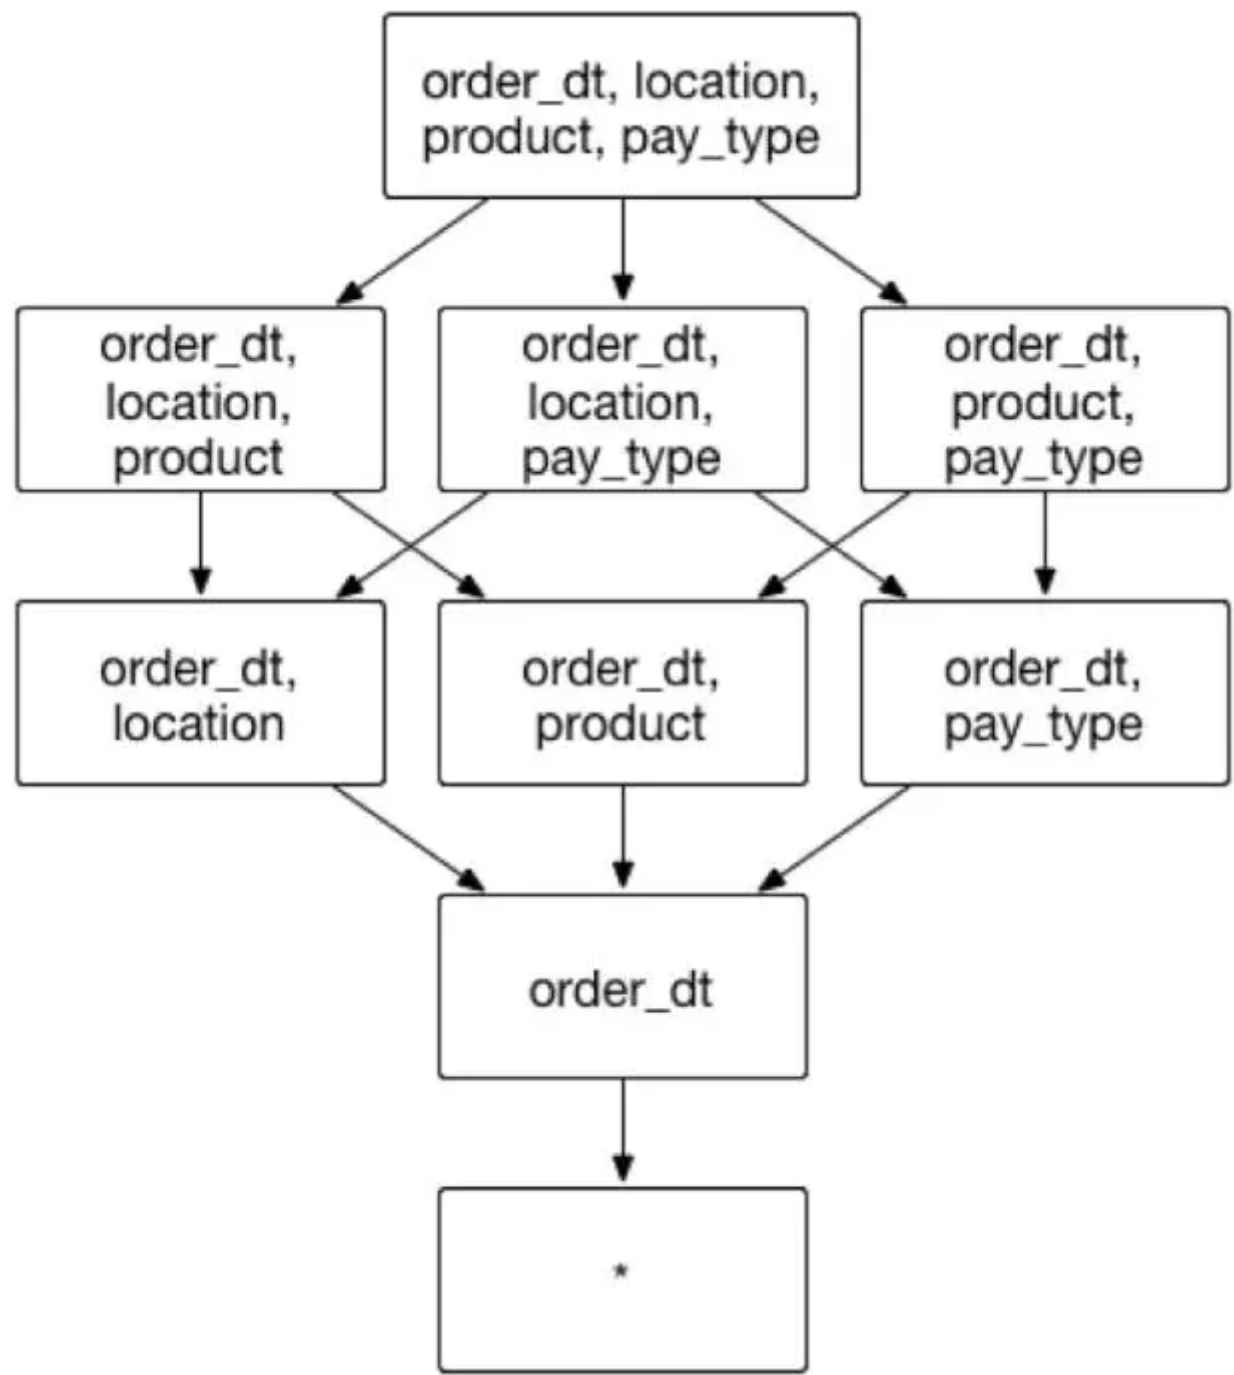 order_dt, location,
product, pay_type
order_dt,
location,
product
order_dt,
location,
pay_type
order_dt,
product,
pay_type
order_dt,
location
order_dt,
product
order_dt,
pay_type
order_dt
*